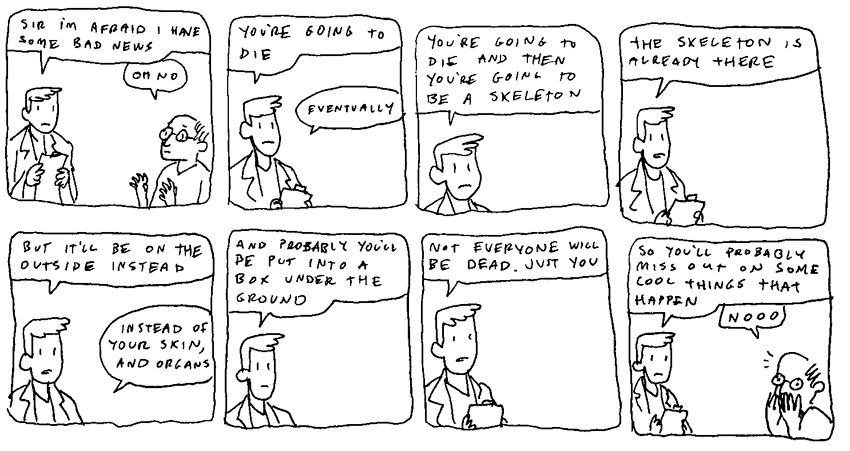 SIR I'M AFRAID I HAVE
SOME BAD NEWS
OH NO
YOU'RE GOING TO
DIE
EVENTUALLY
YOU'RE GOING TO
DIE AND THEN
YOU'RE GOING TO
BE A SKELETON
THE SKELETON IS
ALREADY THERE
BUT IT'LL BE ON THE
OUTSIDE INSTEAD
INSTEAD OF
YOUR SKIN,
AND ORGANS
AND PROBABLY YOU'LL
BE PUT INTO A
BOX UNDER THE
GROUND
NOT EVERYONE WILL
BE DEAD. JUST YOU
SO YOU'LL PROBABLY
MISS OUT ON SOME
COOL THINGS THAT
HAPPEN
NOOO